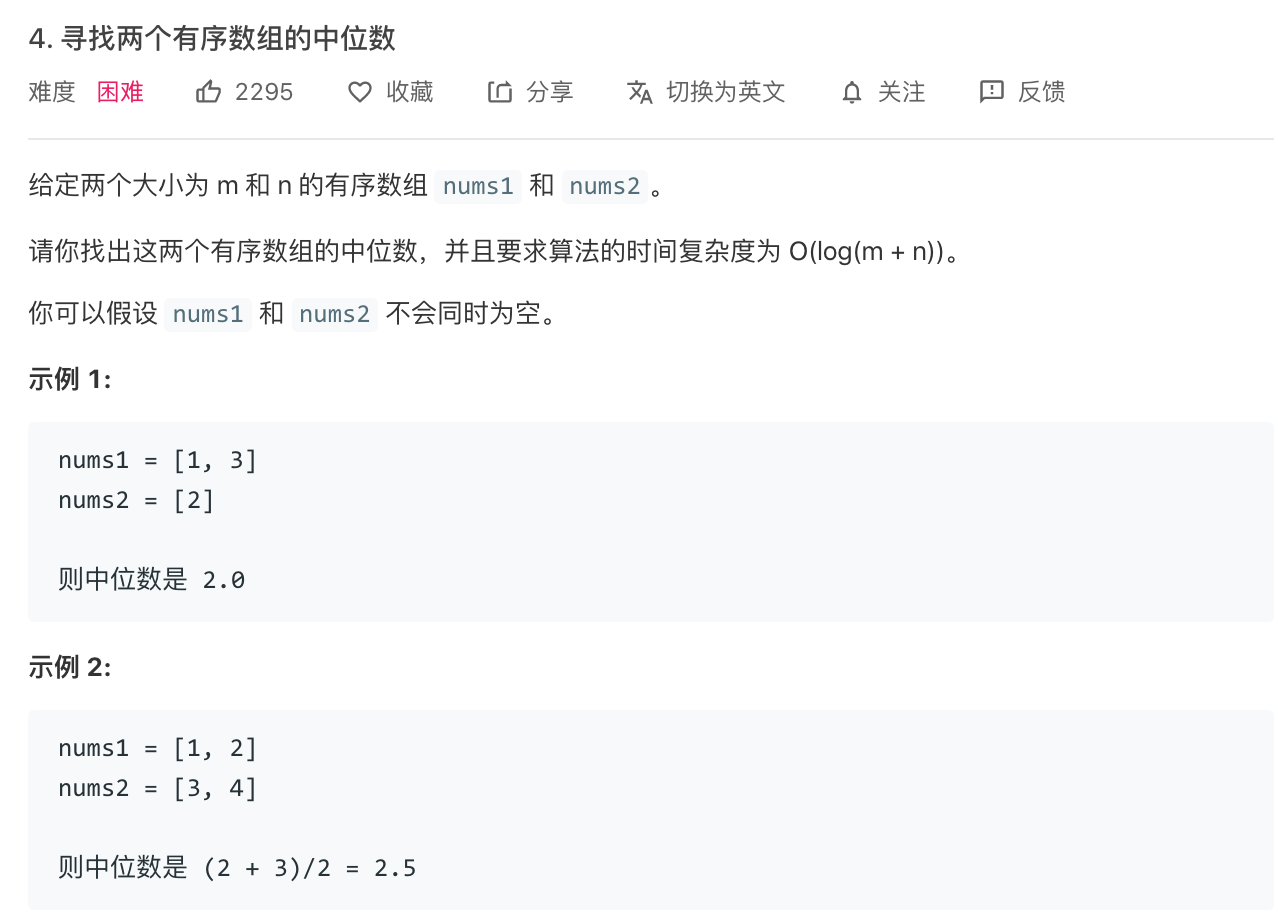 4. 寻找两个有序数组的中位数
难度 困难 2295 收藏 分享 切换为英文 关注 反馈
给定两个大小为 m 和 n 的有序数组 nums1 和 nums2 。
请你找出这两个有序数组的中位数，并且要求算法的时间复杂度为 O(log(m + n))。
你可以假设 nums1 和 nums2 不会同时为空。
示例 1:
nums1 = [1, 3]
nums2 = [2]
则中位数是 2.0
示例 2:
nums1 = [1, 2]
nums2 = [3, 4]
则中位数是 (2 + 3)/2 = 2.5